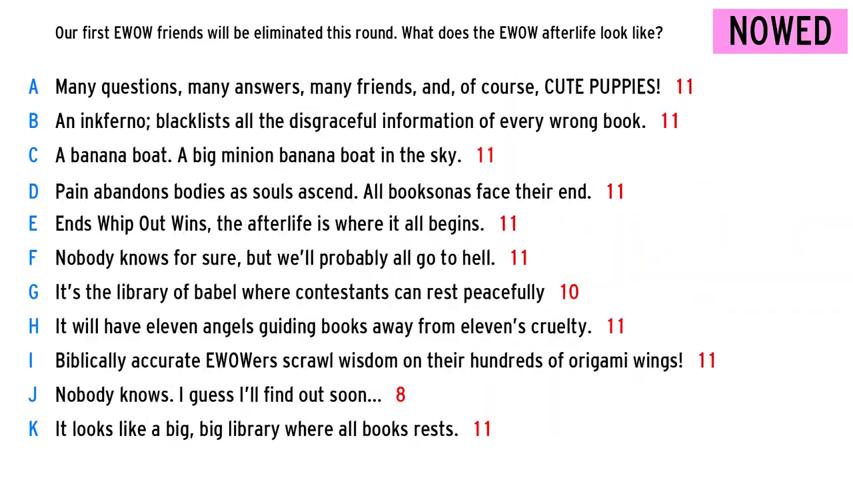 Our first EWOW friends will be eliminated this round. What does the EWOW afterlife look like?
NOWED
A Many questions, many answers, many friends, and, of course, CUTE PUPPIES! 11
B An inkferno; blacklists all the disgraceful information of every wrong book. 11
C A banana boat. A big minion banana boat in the sky. 11
D Pain abandons bodies as souls ascend. All booksonas face their end. 11
E Ends Whip Out Wins, the afterlife is where it all begins. 11
F Nobody knows for sure, but we'll probably all go to hell. 11
G It's the library of babel where contestants can rest peacefully 10
H It will have eleven angels guiding books away from eleven's cruelty. 11
I Biblically accurate EWOWers scrawl wisdom on their hundreds of origami wings! 11
J Nobody knows. I guess I'll find out soon... 8
K It looks like a big, big library where all books rests. 11